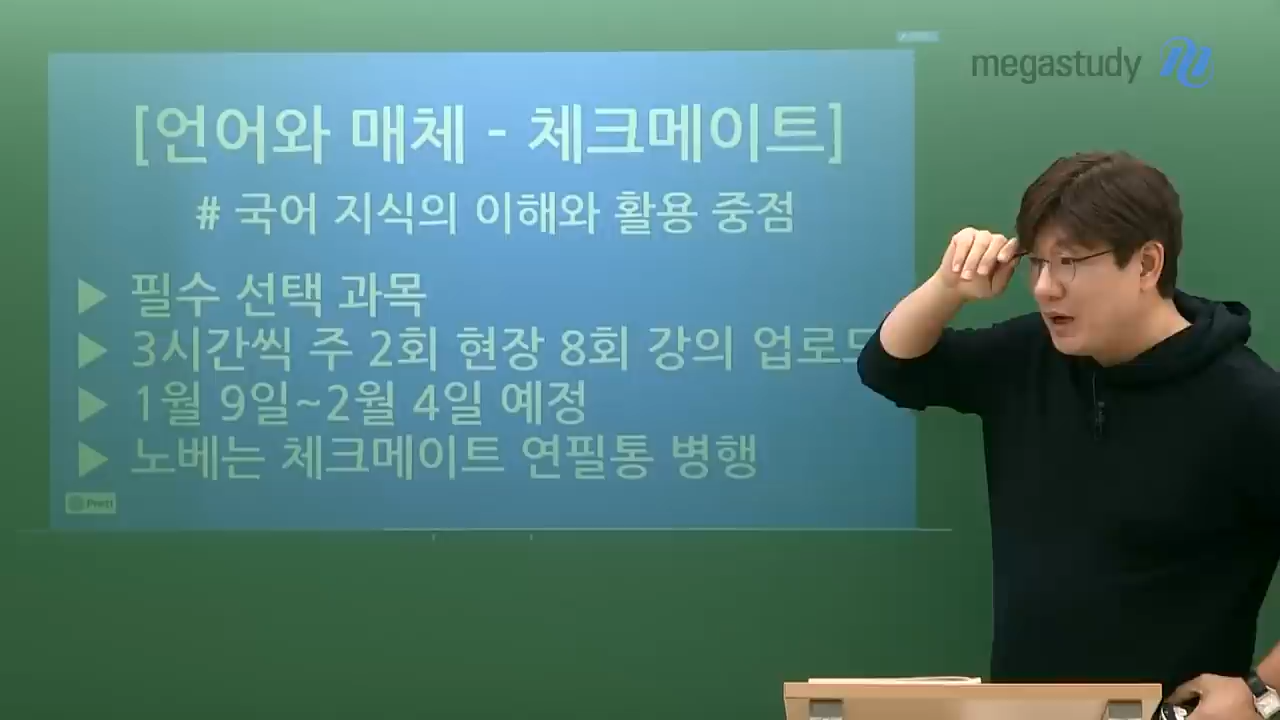 megastudy
[언어와 매체 - 체크메이트]
# 국어 지식의 이해와 활용 중점
▶ 필수 선택 과목
▶ 3시간씩 주 2회 현장 8회 강의 업로드
▶ 1월 9일~2월 4일 예정
▶ 노베는 체크메이트 연필통 병행
Prezi